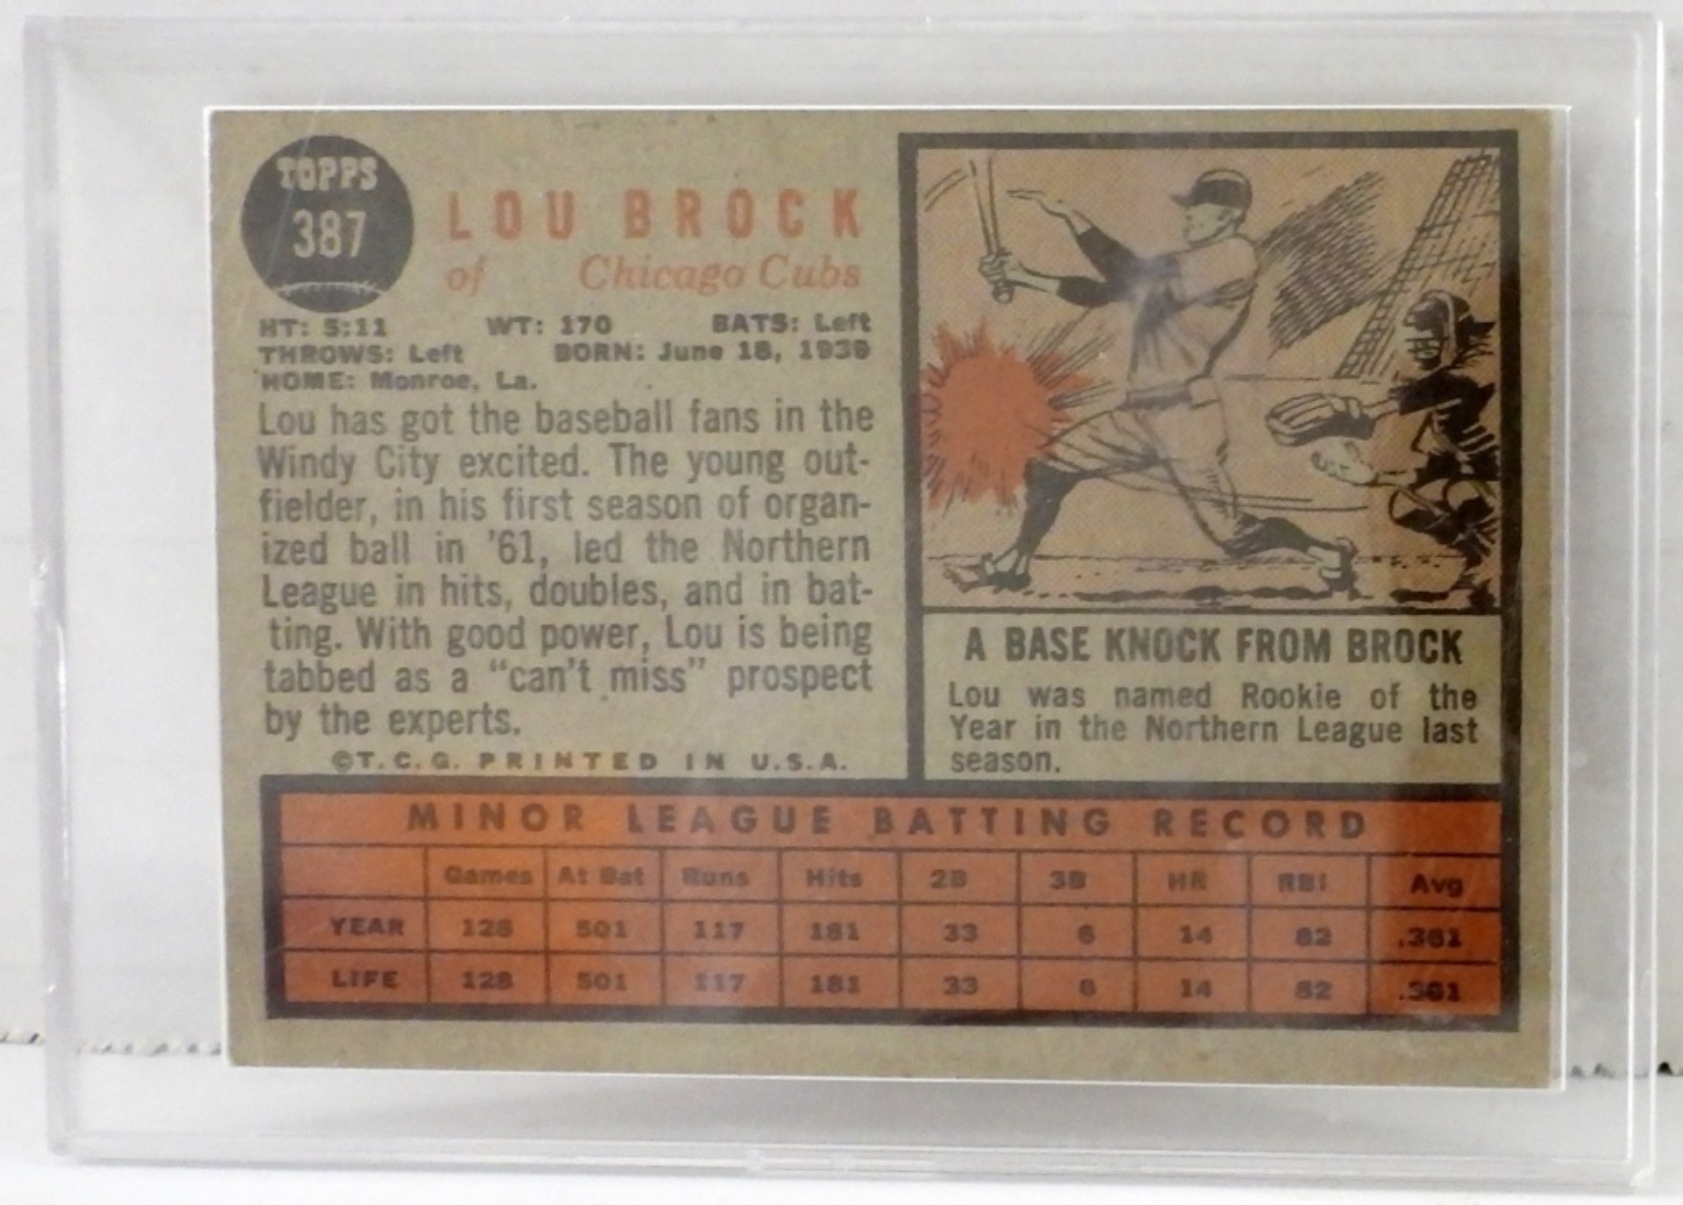 TOPPS
387
LOU BROCK
of Chicago Cubs
HT: 5:11 WT: 170 BATS: Left
THROWS: Left BORN: June 18, 1939
HOME: Monroe, La.
Lou has got the baseball fans in the
Windy City excited. The young out-
fielder, in his first season of organ-
ized ball in '61, led the Northern
League in hits, doubles, and in bat-
ting. With good power, Lou is being
tabbed as a "can't miss" prospect
by the experts.
©T.C.G. PRINTED IN U.S.A.
A BASE KNOCK FROM BROCK
Lou was named Rookie of the
Year in the Northern League last
season.
MINOR LEAGUE BATTING RECORD
Games At Bat Runs Hits 2B 3B HR RBI Avg
YEAR 128 501 117 181 33 6 14 82 .361
LIFE 128 501 117 181 33 6 14 82 .361